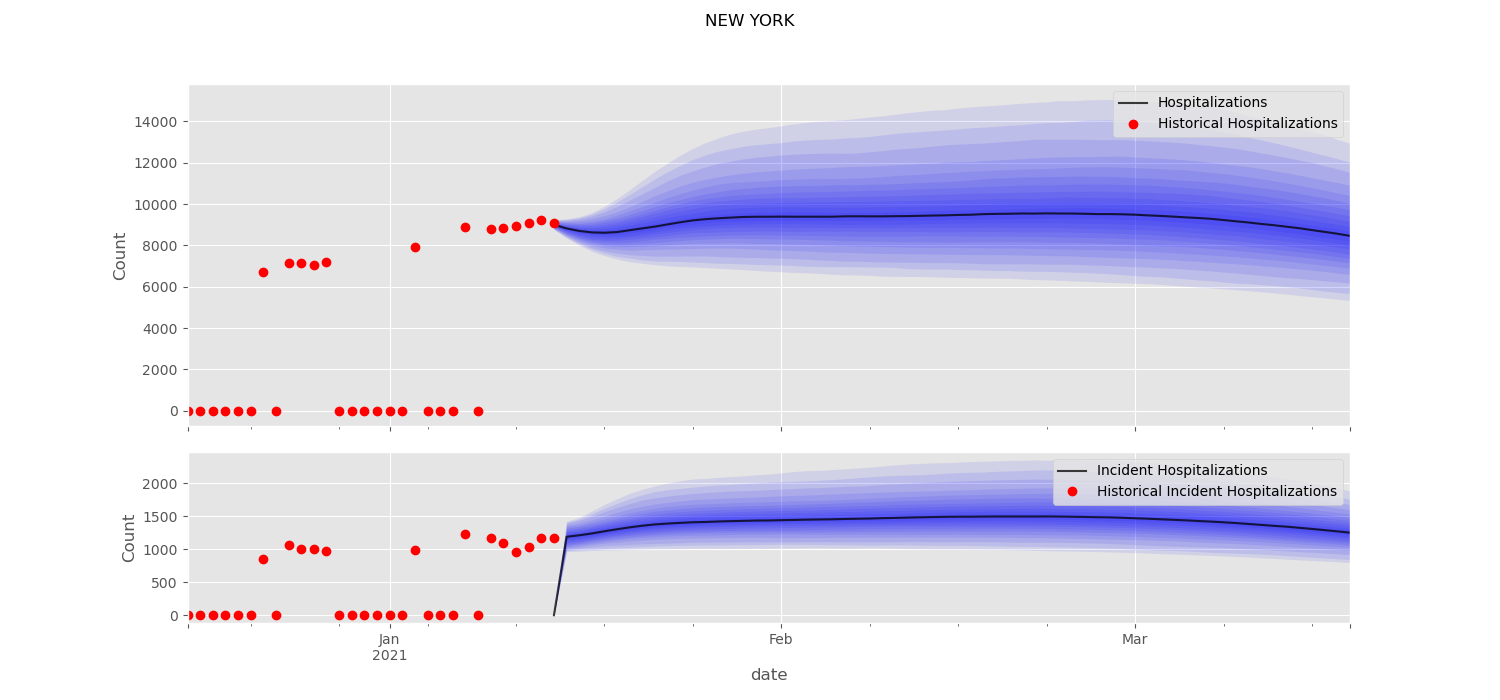 NEW YORK
Hospitalizations
Historical Hospitalizations
Count
14000
12000
10000
8000
6000
4000
2000
0
Incident Hospitalizations
Historical Incident Hospitalizations
Count
2000
1500
1000
500
0
Jan
2021
Feb
Mar
date